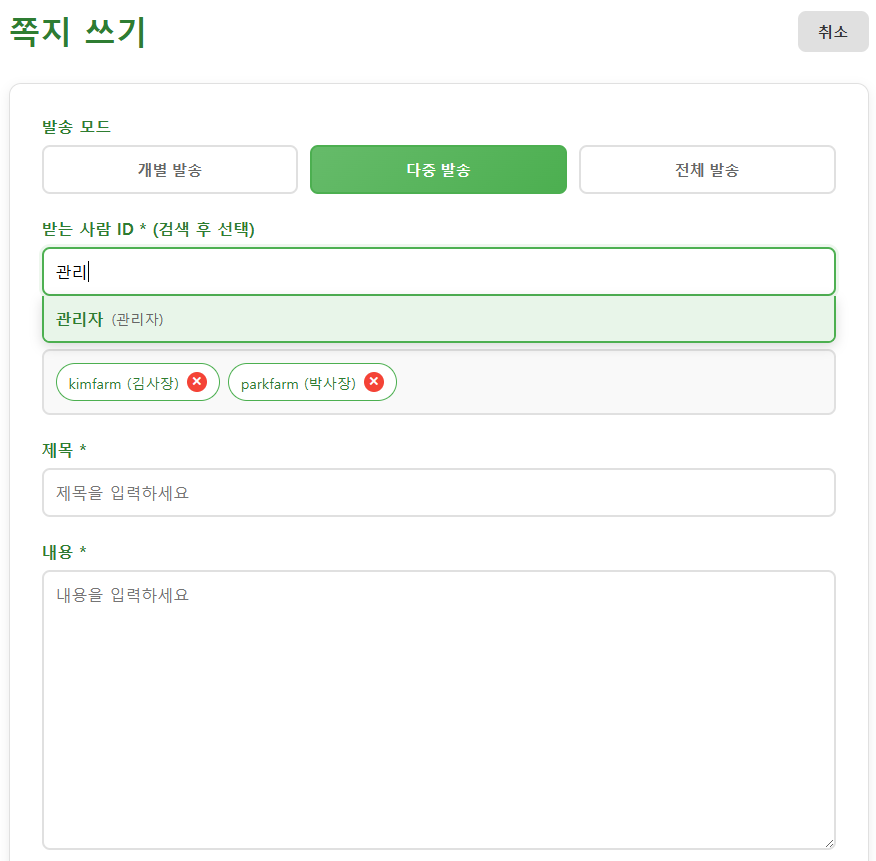 쪽지 쓰기
취소
발송 모드
개별 발송
다중 발송
전체 발송
받는 사람 ID * (검색 후 선택)
관리
관리자 (관리자)
kimfarm (김사장)
parkfarm (박사장)
제목 *
제목을 입력하세요
내용 *
내용을 입력하세요